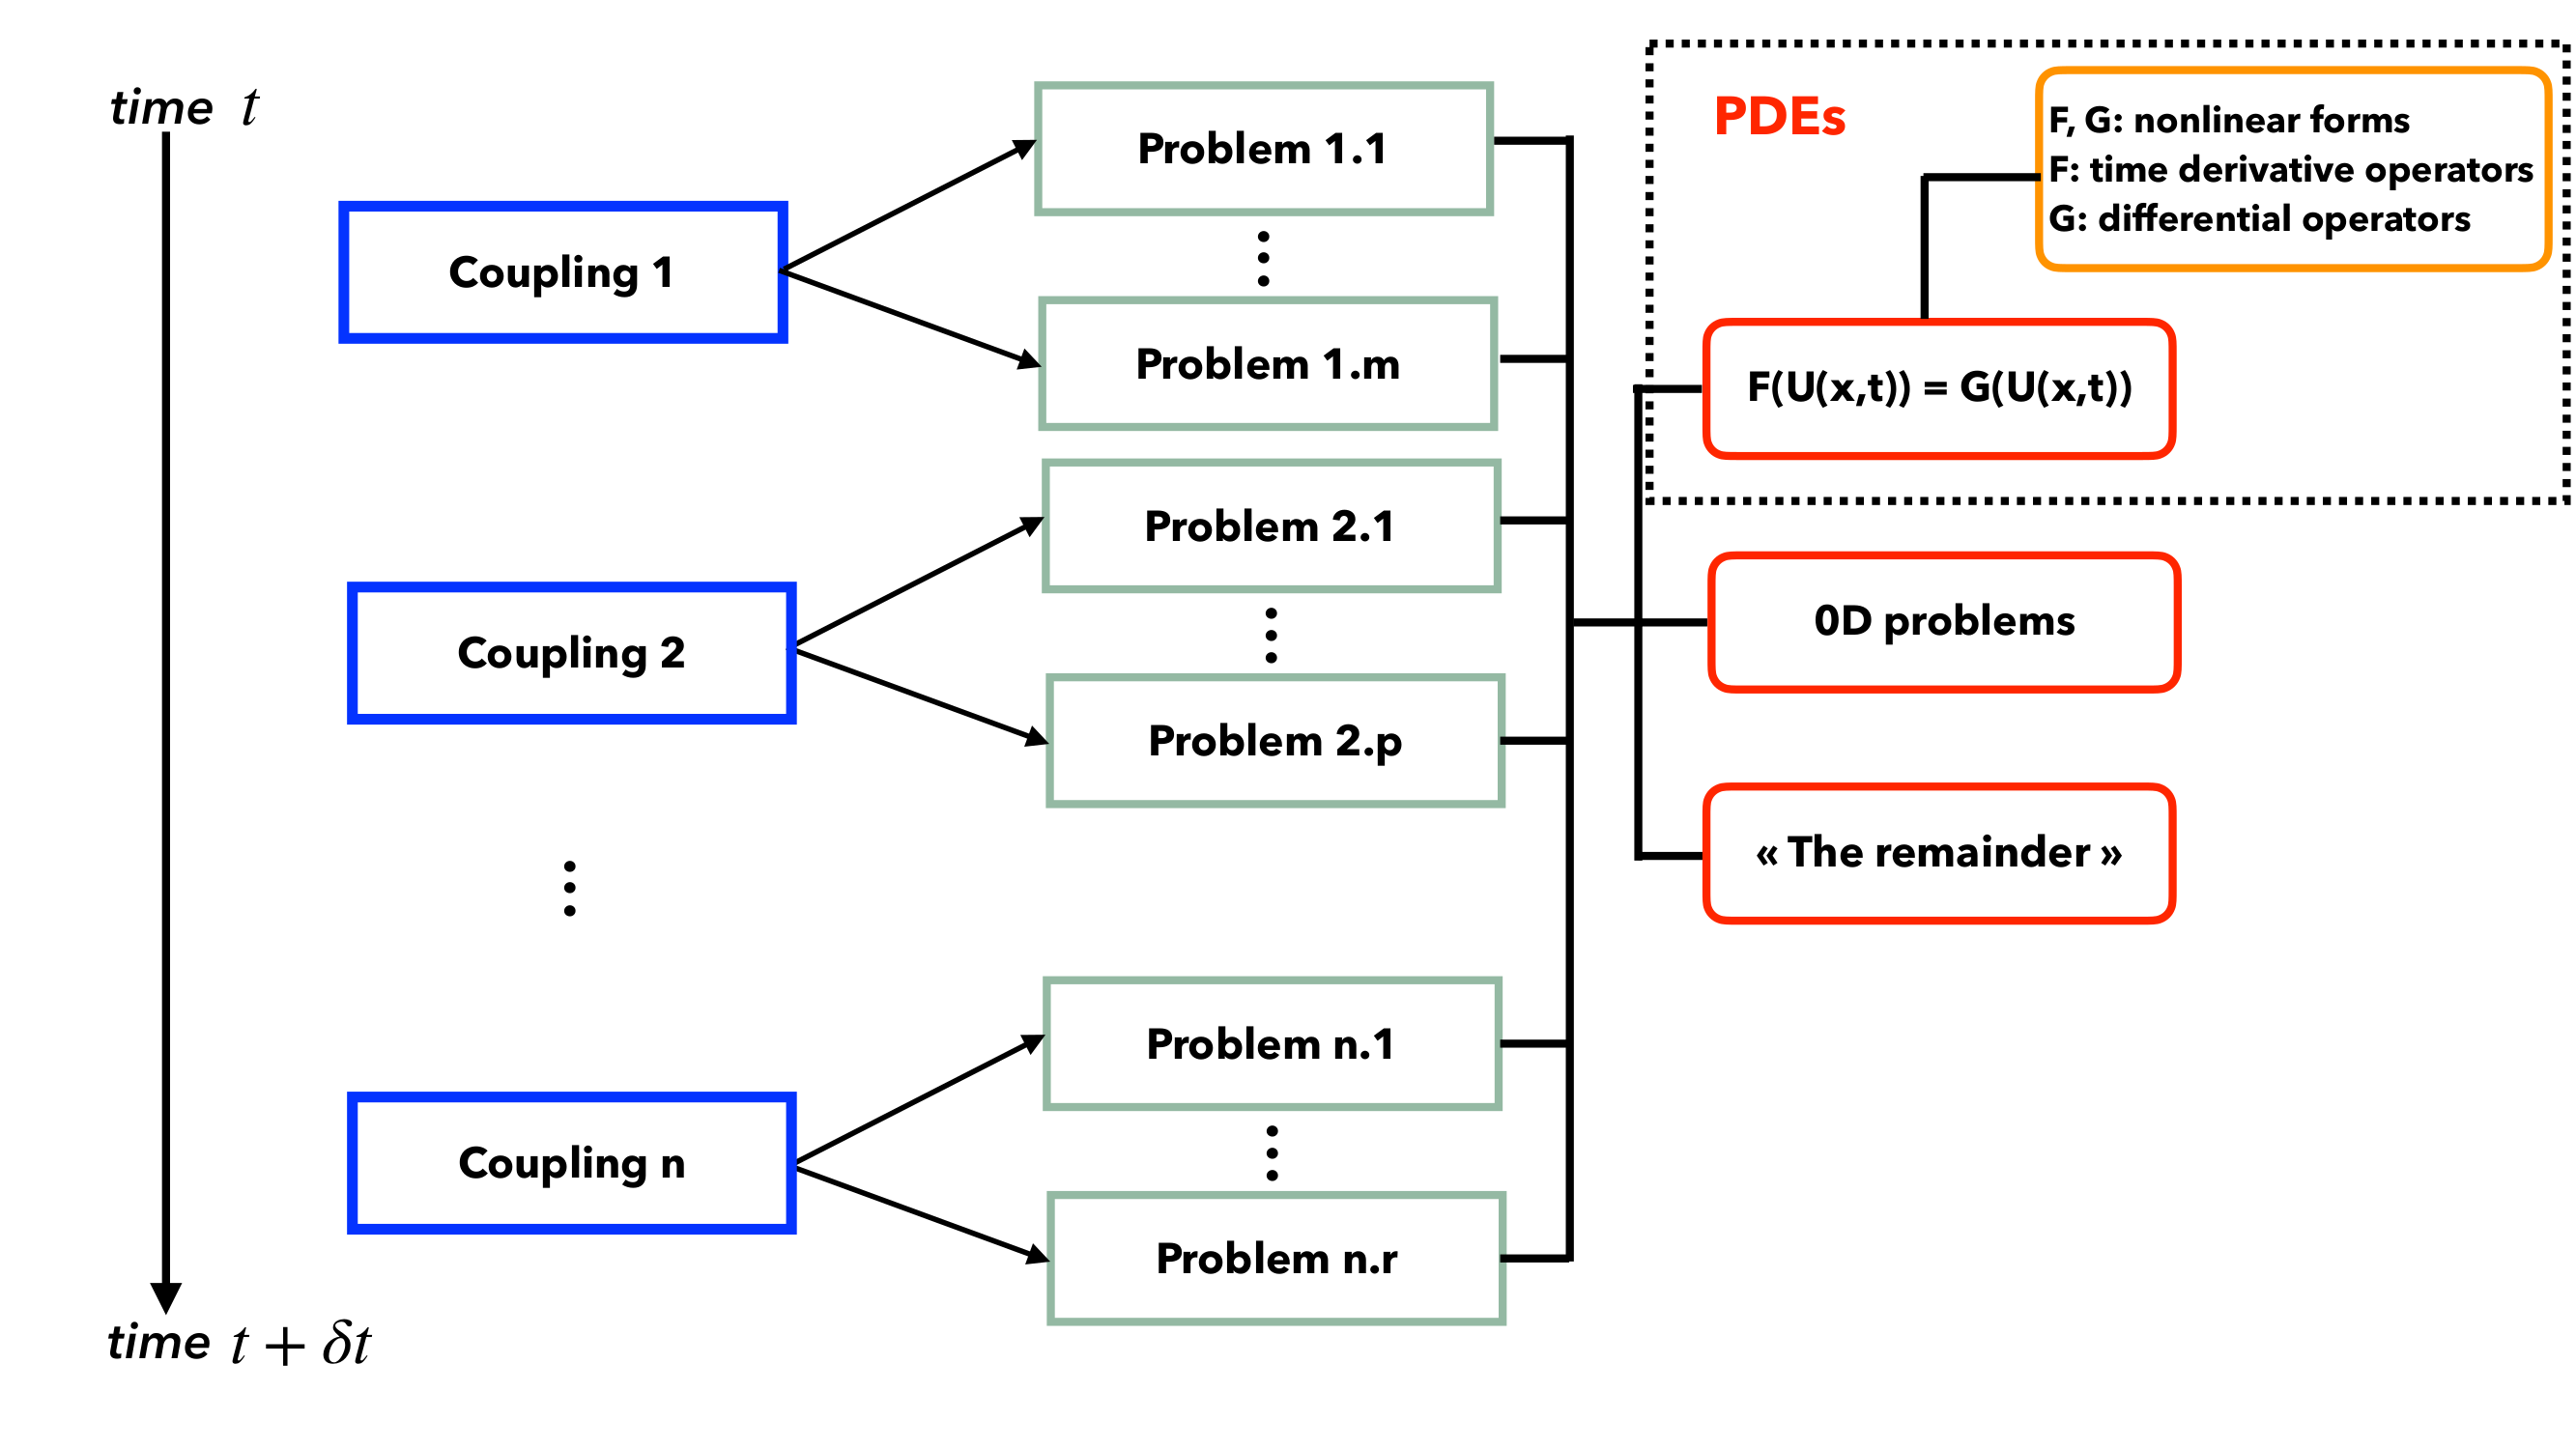 time t
Coupling 1
Problem 1.1
Problem 1.m
Coupling 2
Problem 2.1
Problem 2.p
Coupling n
Problem n.1
Problem n.r
time t + δt
PDEs
F, G: nonlinear forms
F: time derivative operators
G: differential operators
F(U(x,t)) = G(U(x,t))
0D problems
« The remainder »